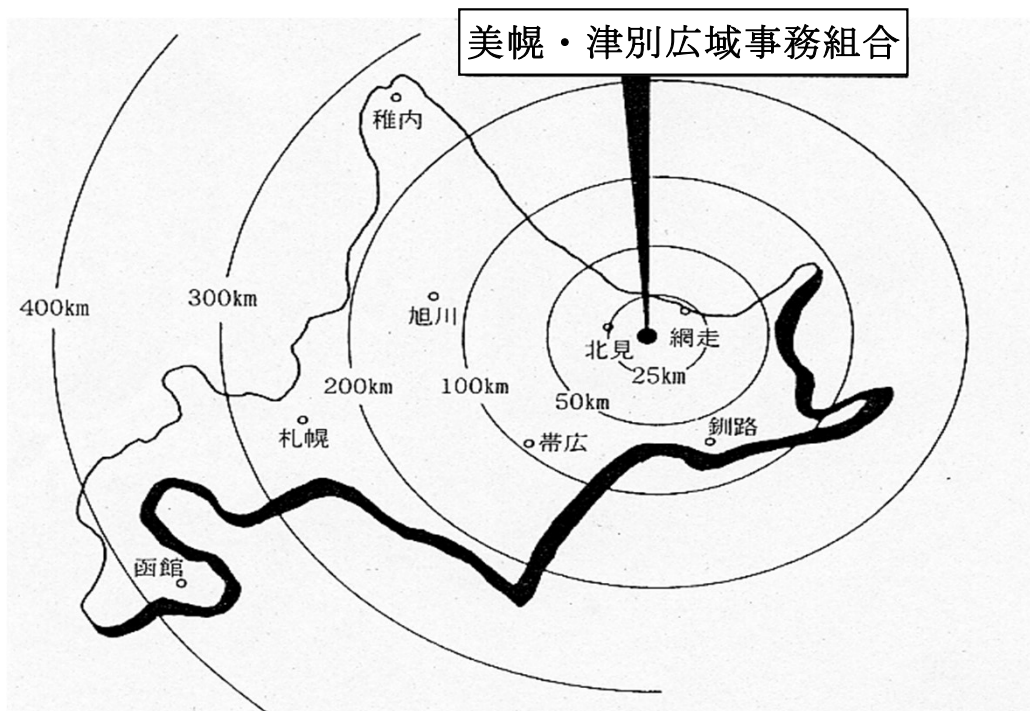 美幌・津別広域事務組合
稚内
400km
300km
旭川
北見
網走
25km
200km
100km
50km
札幌
帯広
釧路
函館